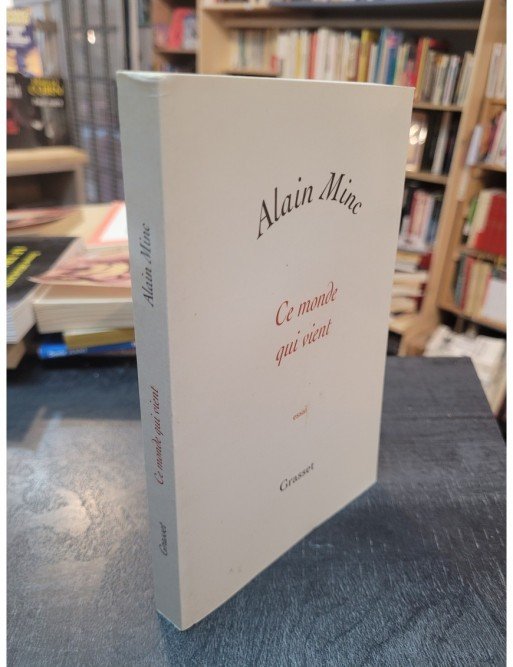 Alain Minc
Ce monde
qui vient
essai
Grasset
Alain Minc
Ce monde qui vient
Grasset